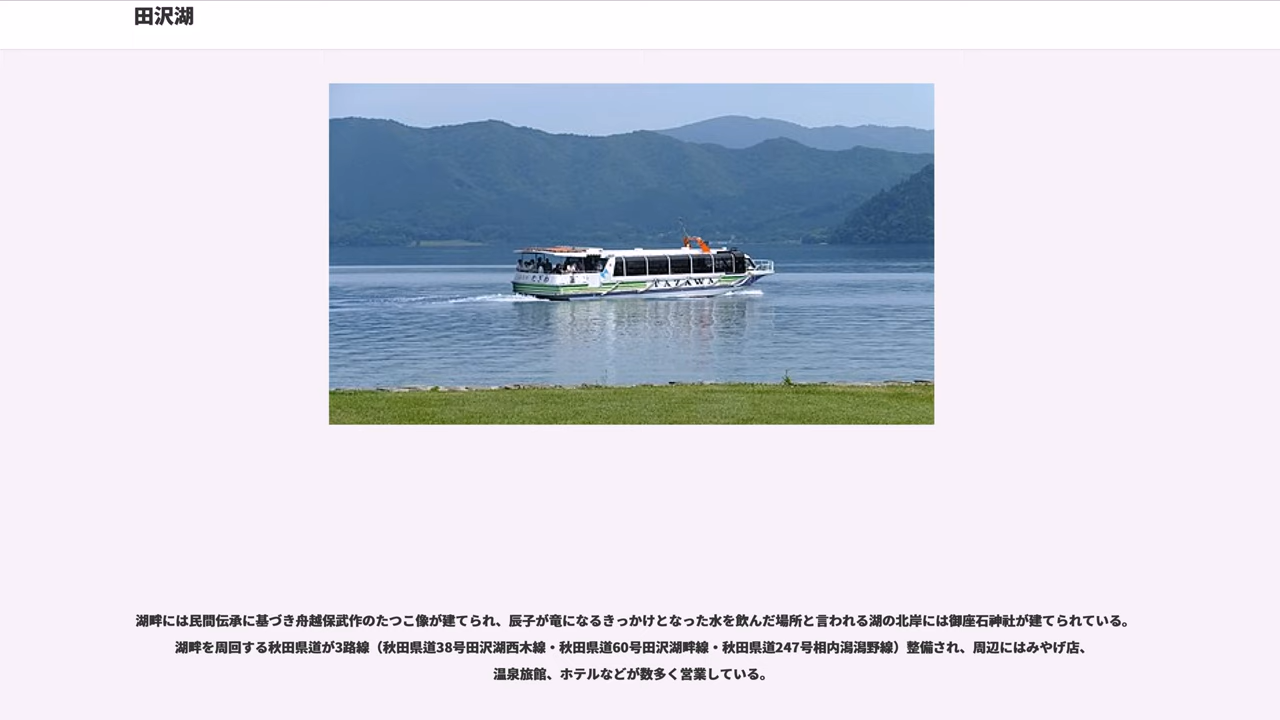 田沢湖
TAZAWA
湖畔には民間伝承に基づき舟越保武作のたつこ像が建てられ、辰子が竜になるきっかけとなった水を飲んだ場所と言われる湖の北岸には御座石神社が建てられている。
湖畔を周回する秋田県道が3路線（秋田県道38号田沢湖西木線・秋田県道60号田沢湖畔線・秋田県道247号相内潟潟野線）整備され、周辺にはみやげ店、
温泉旅館、ホテルなどが数多く営業している。